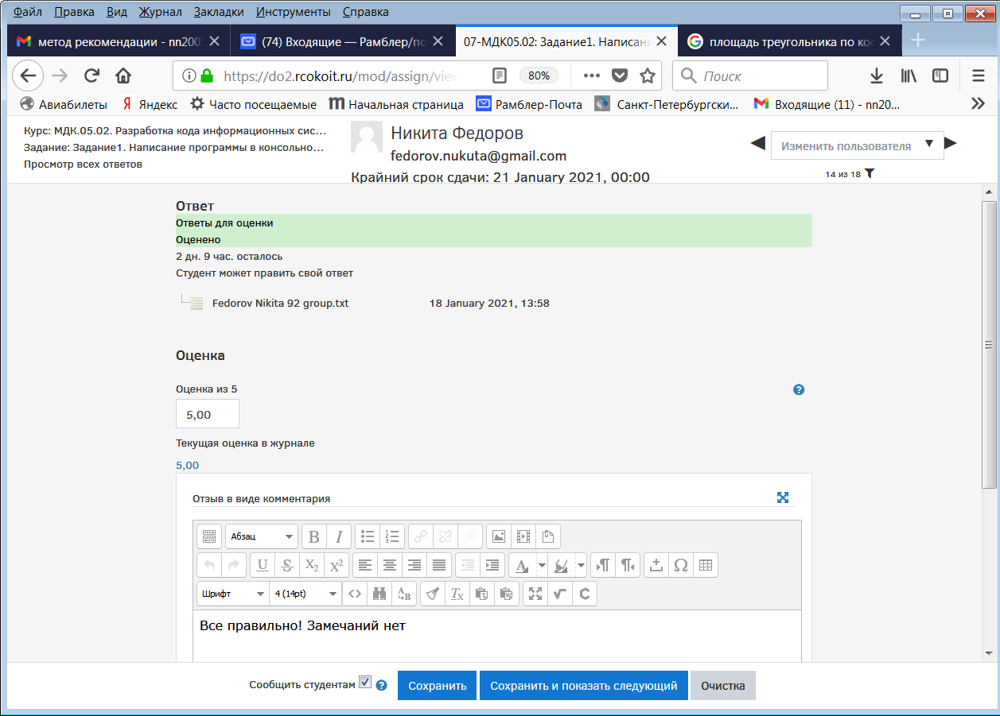 Файл Правка Вид Журнал Закладки Инструменты Справка
метод рекомендации - nn200
(74) Входящие — Рамблер/по
07-МДК05.02: Задание1. Написани
площадь треугольника по ко
https://do2.rcokoit.ru/mod/assign/view
80%
Поиск
Авиабилеты
Яндекс
Часто посещаемые
Начальная страница
Рамблер-Почта
Санкт-Петербургски...
Входящие (11) - nn20...
Курс: МДК.05.02. Разработка кода информационных сис...
Задание: Задание1. Написание программы в консольно...
Просмотр всех ответов
Никита Федоров
fedorov.nukuta@gmail.com
Крайний срок сдачи: 21 January 2021, 00:00
Изменить пользователя
14 из 18
Ответ
Ответы для оценки
Оценено
2 дн. 9 час. осталось
Студент может править свой ответ
Fedorov Nikita 92 group.txt 18 January 2021, 13:58
Оценка
Оценка из 5
5,00
Текущая оценка в журнале
5,00
Отзыв в виде комментария
Абзац
Шрифт 4 (14pt)
Все правильно! Замечаний нет
Сообщить студентам
Сохранить
Сохранить и показать следующий
Очистка